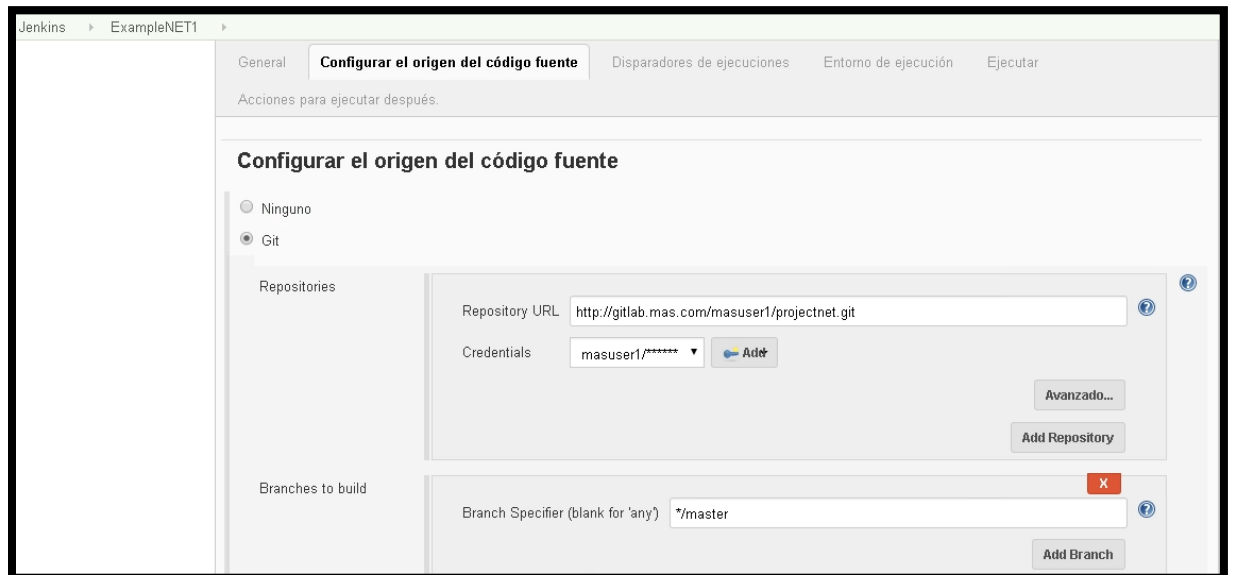 Jenkins ExampleNET1
General Configurar el origen del código fuente Disparadores de ejecuciones Entorno de ejecución Ejecutar
Acciones para ejecutar después.
Configurar el origen del código fuente
Ninguno
Git
Repositories
Repository URL http://gitlab.mas.com/masuser1/projectnet.git
Credentials masuser1/****** Add
Avanzado...
Add Repository
Branches to build
X
Branch Specifier (blank for 'any') */master
Add Branch